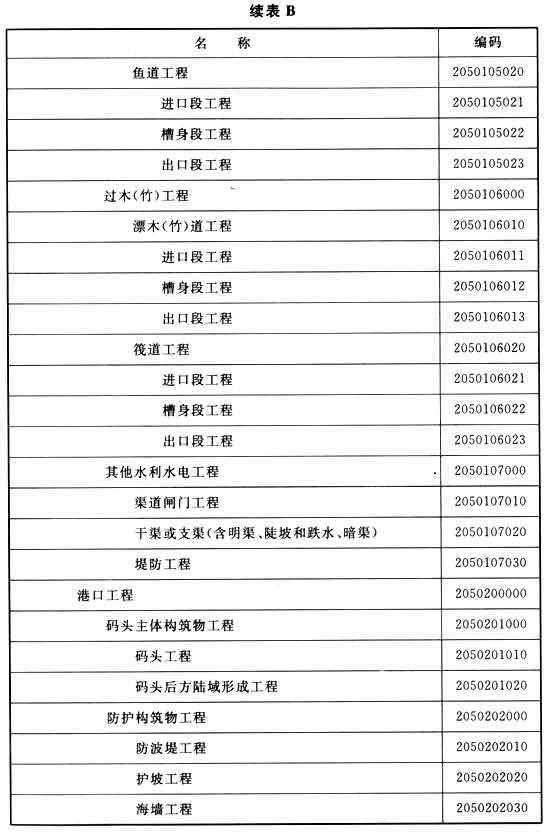 续表 B
名 称 编码
鱼道工程 2050105020
进口段工程 2050105021
槽身段工程 2050105022
出口段工程 2050105023
过木(竹)工程 2050106000
漂木(竹)道工程 2050106010
进口段工程 2050106011
槽身段工程 2050106012
出口段工程 2050106013
筏道工程 2050106020
进口段工程 2050106021
槽身段工程 2050106022
出口段工程 2050106023
其他水利水电工程 2050107000
渠道闸门工程 2050107010
干渠或支渠(含明渠、陡坡和跌水、暗渠) 2050107020
堤防工程 2050107030
港口工程 2050200000
码头主体构筑物工程 2050201000
码头工程 2050201010
码头后方陆域形成工程 2050201020
防护构筑物工程 2050202000
防波堤工程 2050202010
护坡工程 2050202020
海墙工程 2050202030